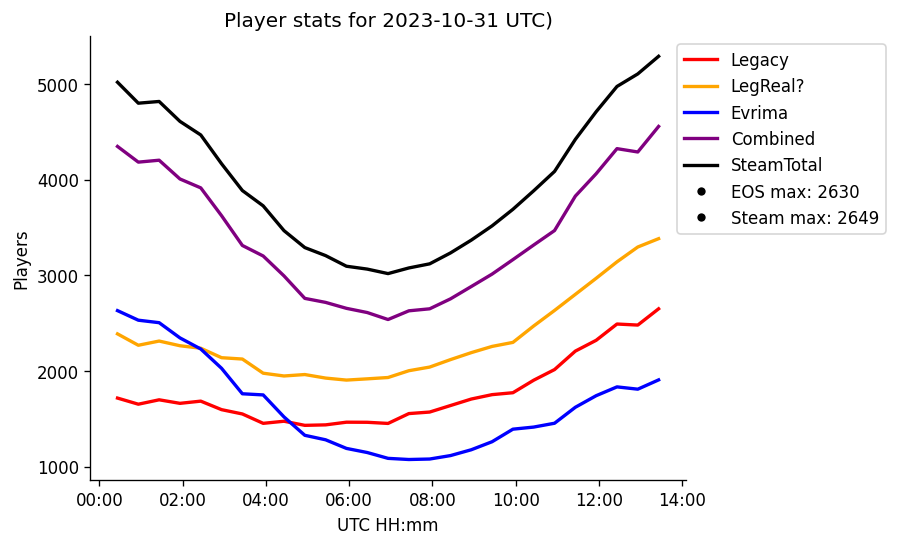 Player stats for 2023-10-31 UTC)
Players
5000
4000
3000
2000
1000
00:00 02:00 04:00 06:00 08:00 10:00 12:00 14:00
UTC HH:mm
Legacy
LegReal?
Evrima
Combined
SteamTotal
EOS max: 2630
Steam max: 2649